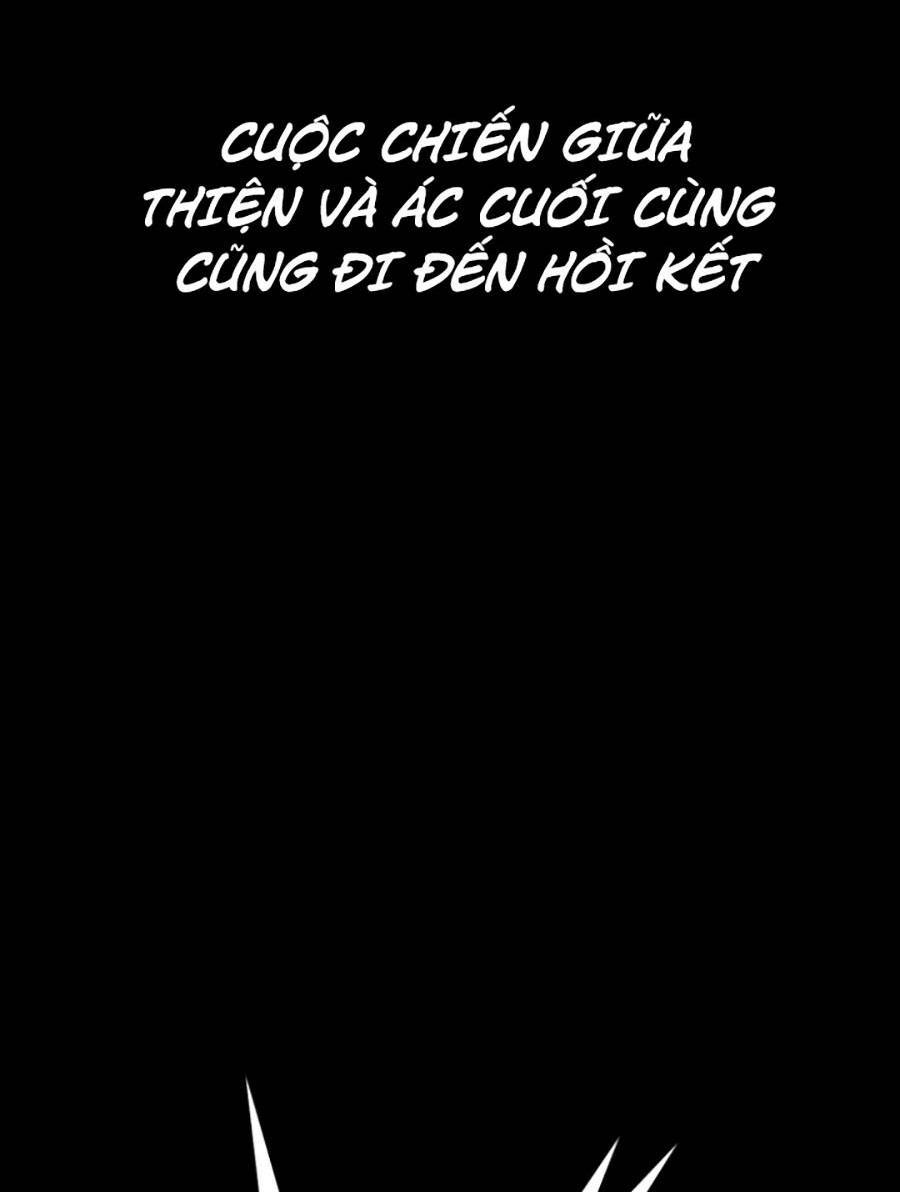 CUỘC CHIẾN GIỮA
THIỆN VÀ ÁC CUỐI CÙNG
CŨNG ĐI ĐẾN HỒI KẾT